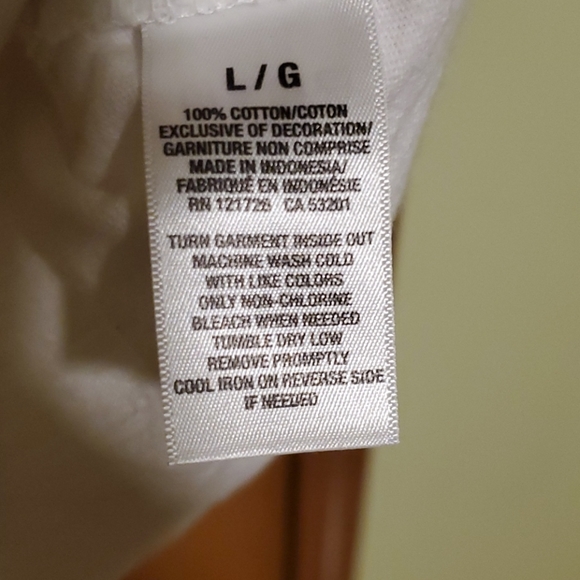 L / G
100% COTTON/COTON
EXCLUSIVE OF DECORATION/
GARNITURE NON COMPRISE
MADE IN INDONESIA/
FABRIQUÉ EN INDONÉSIE
RN 121726 CA 53201
TURN GARMENT INSIDE OUT
MACHINE WASH COLD
WITH LIKE COLORS
ONLY NON-CHLORINE
BLEACH WHEN NEEDED
TUMBLE DRY LOW
REMOVE PROMPTLY
COOL IRON ON REVERSE SIDE
IF NEEDED